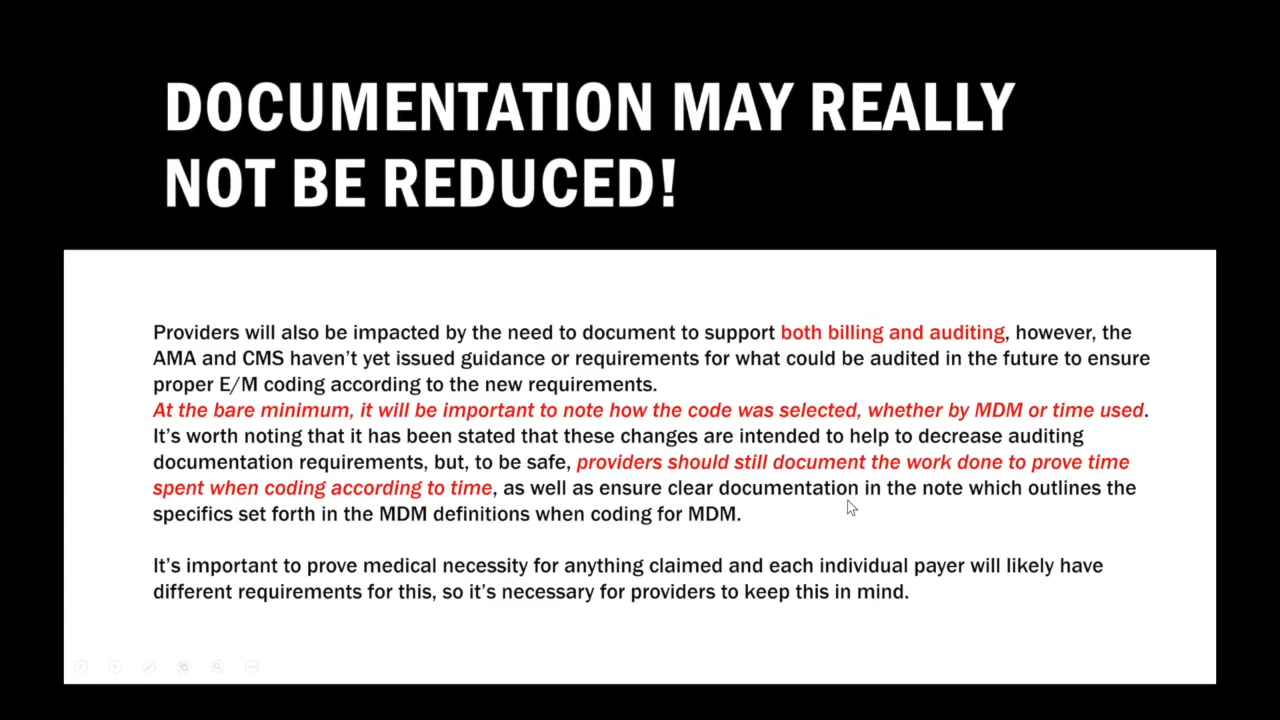 DOCUMENTATION MAY REALLY
NOT BE REDUCED!
Providers will also be impacted by the need to document to support both billing and auditing, however, the
AMA and CMS haven’t yet issued guidance or requirements for what could be audited in the future to ensure
proper E/M coding according to the new requirements.
At the bare minimum, it will be important to note how the code was selected, whether by MDM or time used.
It’s worth noting that it has been stated that these changes are intended to help to decrease auditing
documentation requirements, but, to be safe, providers should still document the work done to prove time
spent when coding according to time, as well as ensure clear documentation in the note which outlines the
specifics set forth in the MDM definitions when coding for MDM.
It’s important to prove medical necessity for anything claimed and each individual payer will likely have
different requirements for this, so it’s necessary for providers to keep this in mind.